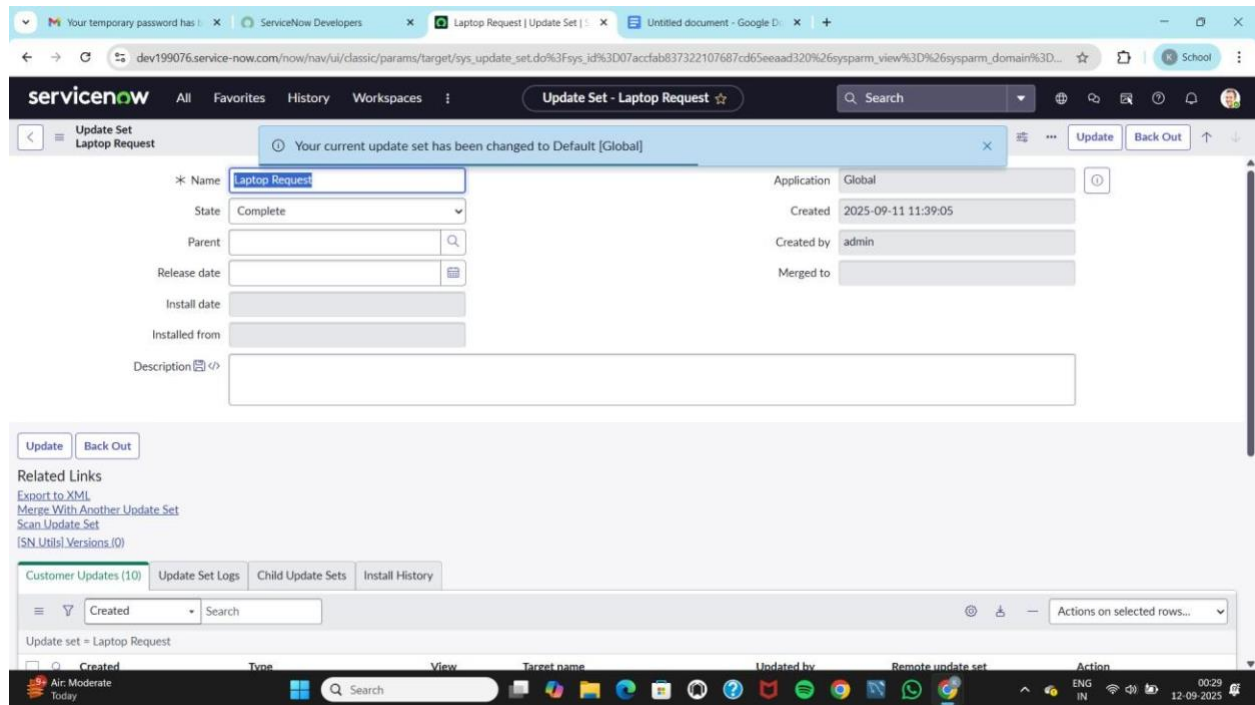 Your temporary password has
ServiceNow Developers
Laptop Request | Update Set | S
Untitled document - Google D
dev199076.service-now.com/now/nav/ui/classic/params/target/sys_update_set.do%3Fsys_id%3D07accfab837322107687cd65eeaad320%26sysparm_view%3D%26sysparm_domain%3D...
School
servicenow All Favorites History Workspaces Update Set - Laptop Request Search
Update Set
Laptop Request
Your current update set has been changed to Default [Global]
Update Back Out
Name Laptop Request Application Global
State Complete Created 2025-09-11 11:39:05
Parent Created by admin
Release date Merged to
Install date
Installed from
Description
Update Back Out
Related Links
Export to XML
Merge With Another Update Set
Scan Update Set
[SN Utils] Versions (0)
Customer Updates (10) Update Set Logs Child Update Sets Install History
Created Search Actions on selected rows...
Update set = Laptop Request
Created Type View Target name Updated by Remote update set Action
9+ Air: Moderate
Today
Search
ENG
IN
00:29
12-09-2025